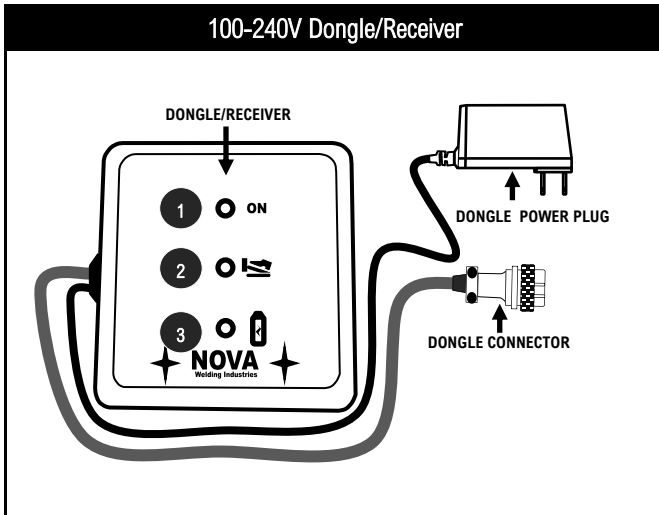 100-240V Dongle/Receiver
DONGLE/RECEIVER
1 ON
2
3
NOVA
Welding Industries
DONGLE POWER PLUG
DONGLE CONNECTOR